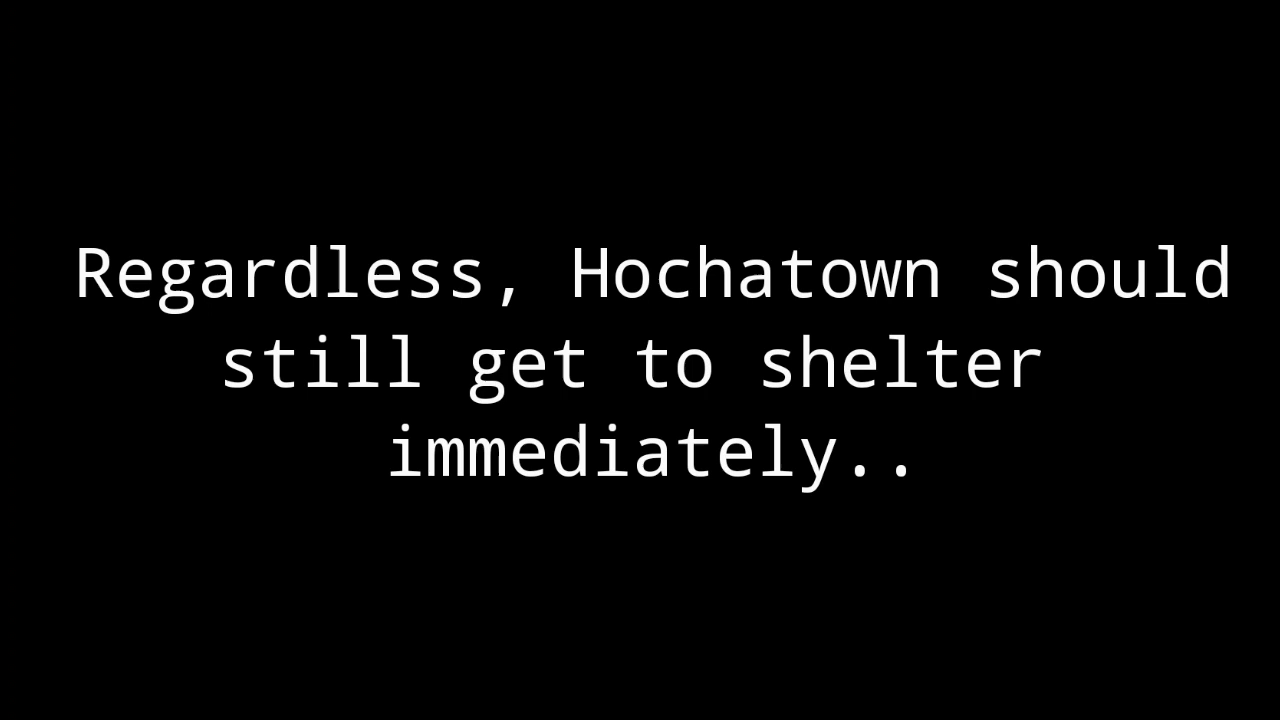 Regardless, Hochatown should
still get to shelter
immediately..